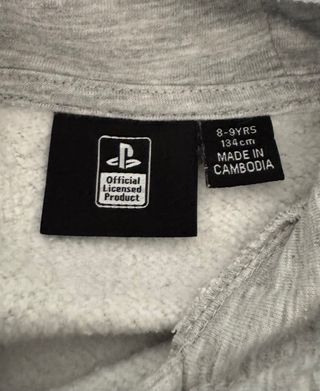 Official
Licensed
Product
8-9YRS
134cm
MADE IN
CAMBODIA